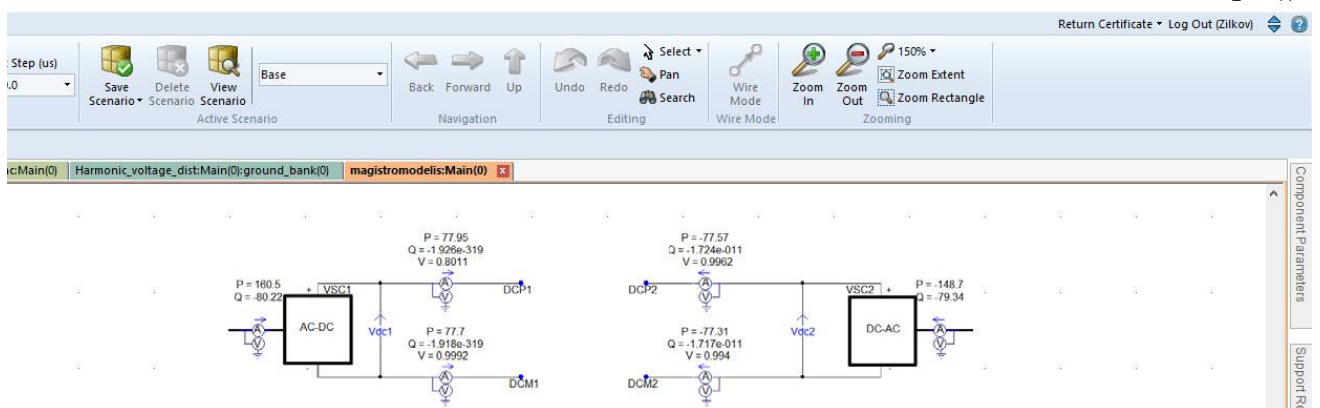 Return Certificate Log Out (Zilkov)
Step (us)
Save
Scenario
Delete
Scenario
View
Scenario
Base
Active Scenario
Back Forward Up
Navigation
Undo Redo
Select
Pan
Search
Editing
Wire
Mode
Wire Mode
Zoom
In
Zoom
Out
150%
Zoom Extent
Zoom Rectangle
Zooming
:Main(0) Harmonic_voltage_dist:Main(0):ground_bank(0) magistromodelis:Main(0)
Component Parameters
P = 160.5
Q = -80.22
A
V
+ VSC1
AC-DC
-
Vdc1
P = 77.95
Q = -1.926e-319
V = 0.8011
A
V
DCP1
P = 77.7
Q = -1.918e-319
V = 0.9992
A
V
DCM1
P = -77.57
Q = -1.724e-011
V = 0.9962
A
V
DCP2
P = -77.31
Q = -1.717e-011
V = 0.994
A
V
DCM2
Vdc2
VSC2 +
DC-AC
-
P = -148.7
Q = -79.34
A
V